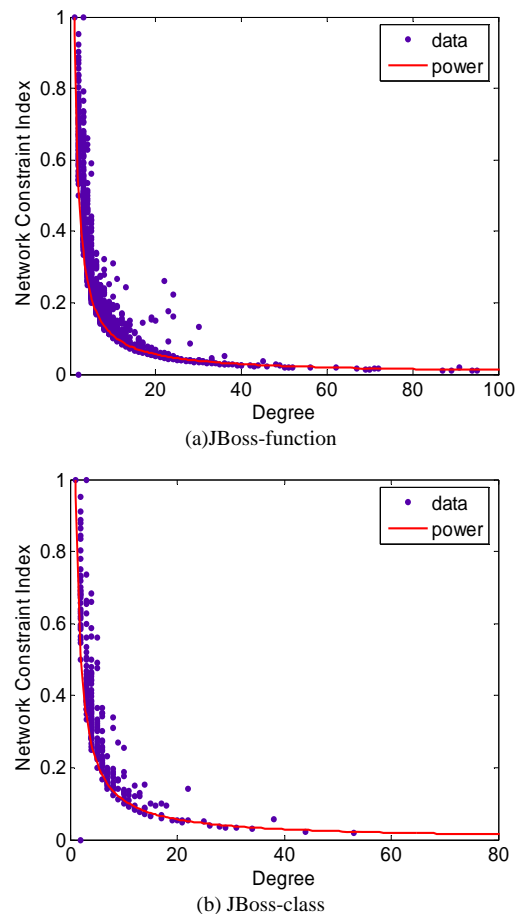 1
0.8
0.6
0.4
0.2
0
Network Constraint Index
data
power
20 40 60 80 100
Degree
(a)JBoss-function
1
0.8
0.6
0.4
0.2
0
Network Constraint Index
data
power
0 20 40 60 80
Degree
(b) JBoss-class